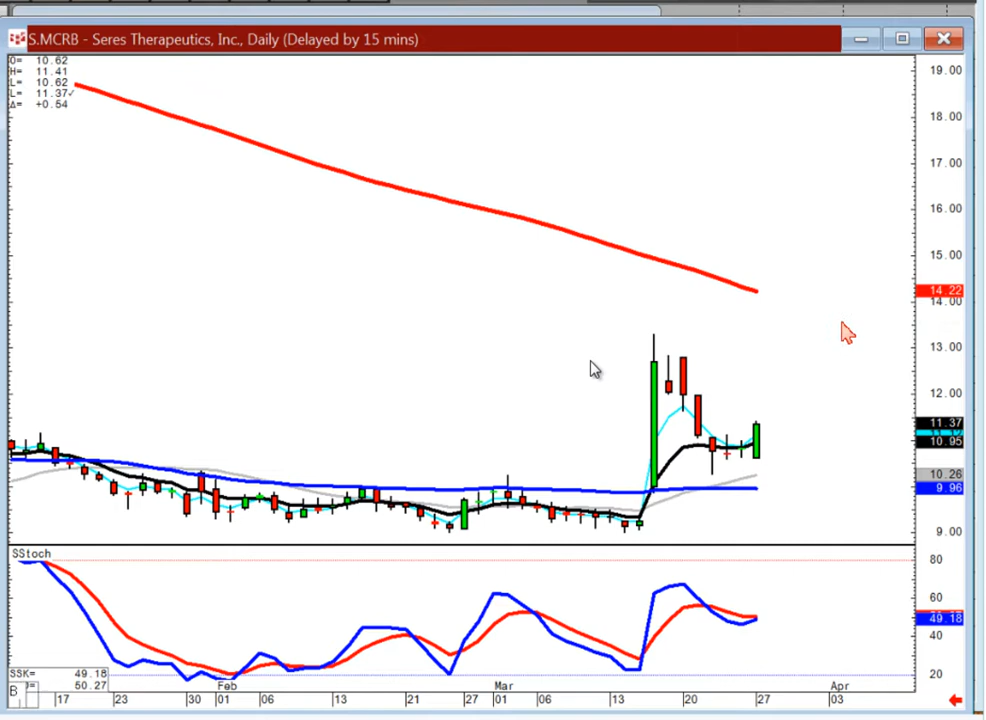 S.MCRB - Seres Therapeutics, Inc., Daily (Delayed by 15 mins)
O= 10.62
H= 11.41
L= 10.62
L= 11.37✓
Δ= +0.54
19.00
18.00
17.00
16.00
15.00
14.22
14.00
13.00
12.00
11.37
10.95
10.26
9.96
9.00
SStoch
80
60
49.18
40
20
SSK= 49.18
50.27
B
Feb Mar Apr
17 23 30 01 06 13 21 27 01 06 13 20 27 03